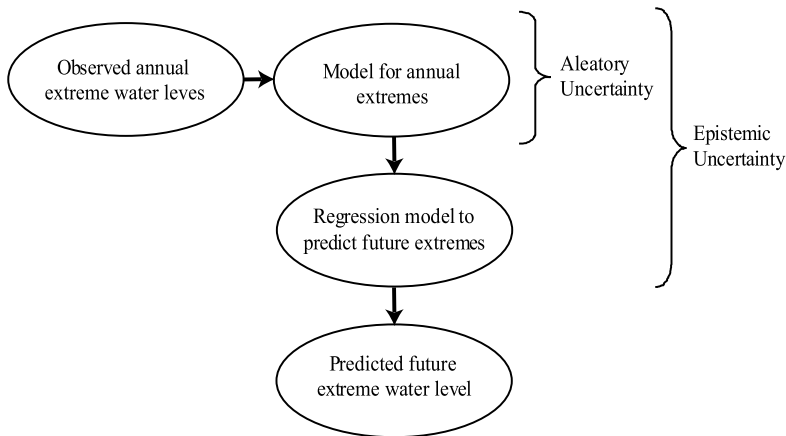 Observed annual
extreme water leves
Model for annual
extremes
Aleatory
Uncertainty
Epistemic
Uncertainty
Regression model to
predict future extremes
Predicted future
extreme water level